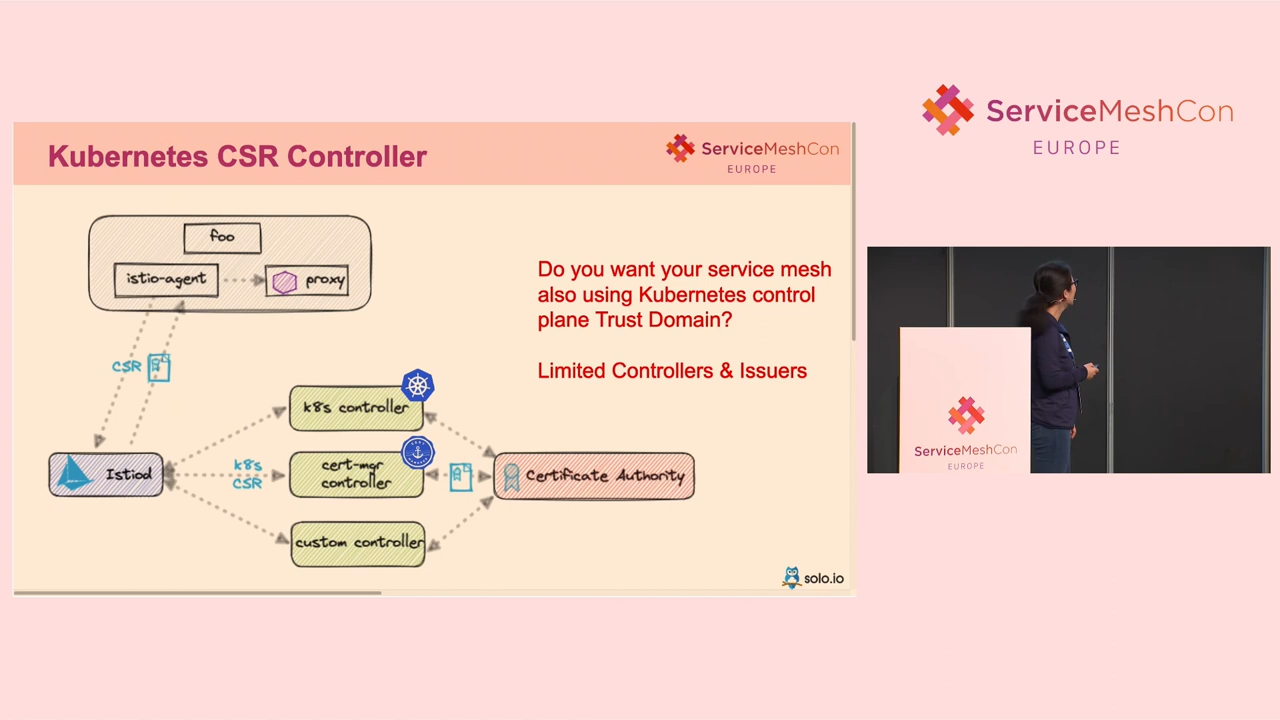 ServiceMeshCon
EUROPE
Kubernetes CSR Controller
ServiceMeshCon
EUROPE
foo
istio-agent
proxy
CSR
Do you want your service mesh
also using Kubernetes control
plane Trust Domain?
Limited Controllers & Issuers
k8s controller
Istiod
k8s
CSR
cert-mgr
controller
Certificate Authority
custom controller
solo.io
ServiceMeshCon
EUROPE